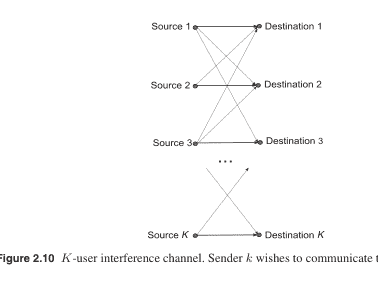 Source 1 Destination 1
Source 2 Destination 2
Source 3 Destination 3
...
Source K Destination K
Figure 2.10 K-user interference channel. Sender k wishes to communicate t